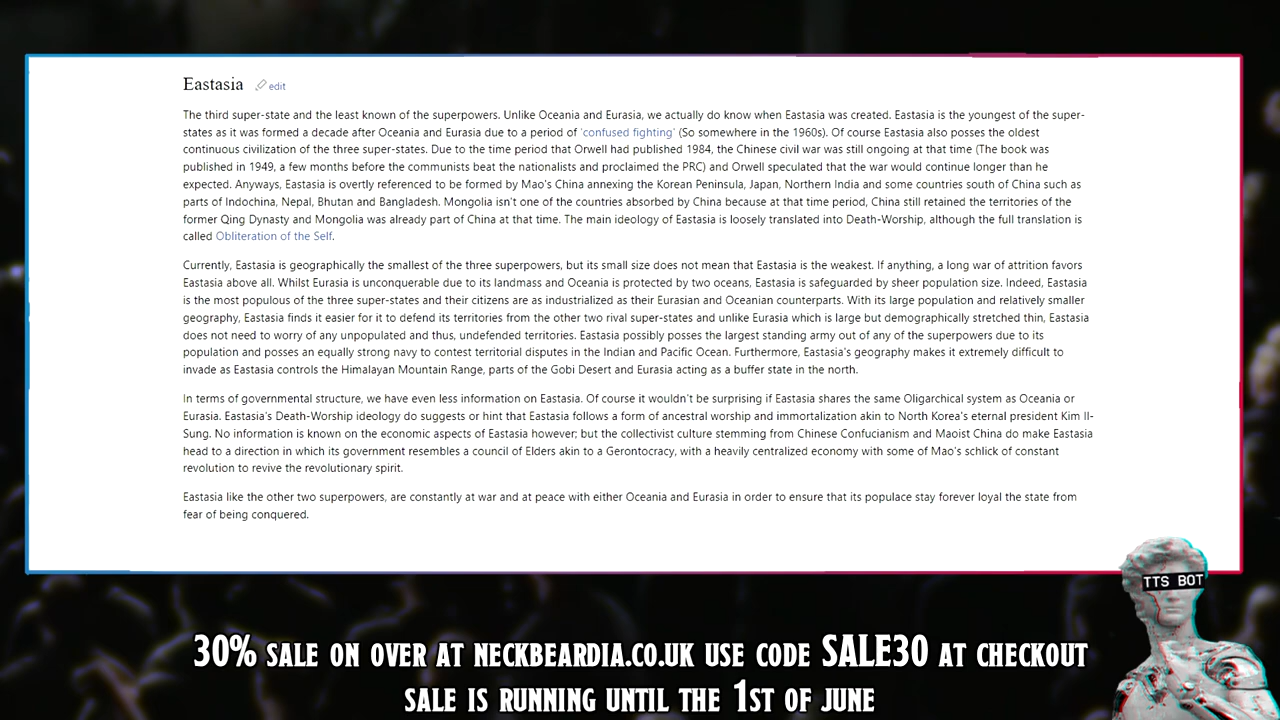 Eastasia edit
The third super-state and the least known of the superpowers. Unlike Oceania and Eurasia, we actually do know when Eastasia was created. Eastasia is the youngest of the super-
states as it was formed a decade after Oceania and Eurasia due to a period of 'confused fighting' (So somewhere in the 1960s). Of course Eastasia also posses the oldest
continuous civilization of the three super-states. Due to the time period that Orwell had published 1984, the Chinese civil war was still ongoing at that time (The book was
published in 1949, a few months before the communists beat the nationalists and proclaimed the PRC) and Orwell speculated that the war would continue longer than he
expected. Anyways, Eastasia is overtly referenced to be formed by Mao's China annexing the Korean Peninsula, Japan, Northern India and some countries south of China such as
parts of Indochina, Nepal, Bhutan and Bangladesh. Mongolia isn't one of the countries absorbed by China because at that time period, China still retained the territories of the
former Qing Dynasty and Mongolia was already part of China at that time. The main ideology of Eastasia is loosely translated into Death-Worship, although the full translation is
called Obliteration of the Self.
Currently, Eastasia is geographically the smallest of the three superpowers, but its small size does not mean that Eastasia is the weakest. If anything, a long war of attrition favors
Eastasia above all. Whilst Eurasia is unconquerable due to its landmass and Oceania is protected by two oceans, Eastasia is safeguarded by sheer population size. Indeed, Eastasia
is the most populous of the three super-states and their citizens are as industrialized as their Eurasian and Oceanian counterparts. With its large population and relatively smaller
geography, Eastasia finds it easier for it to defend its territories from the other two rival super-states and unlike Eurasia which is large but demographically stretched thin, Eastasia
does not need to worry of any unpopulated and thus, undefended territories. Eastasia possibly posses the largest standing army out of any of the superpowers due to its
population and posses an equally strong navy to contest territorial disputes in the Indian and Pacific Ocean. Furthermore, Eastasia's geography makes it extremely difficult to
invade as Eastasia controls the Himalayan Mountain Range, parts of the Gobi Desert and Eurasia acting as a buffer state in the north.
In terms of governmental structure, we have even less information on Eastasia. Of course it wouldn't be surprising if Eastasia shares the same Oligarchical system as Oceania or
Eurasia. Eastasia's Death-Worship ideology do suggests or hint that Eastasia follows a form of ancestral worship and immortalization akin to North Korea's eternal president Kim Il-
Sung. No information is known on the economic aspects of Eastasia however; but the collectivist culture stemming from Chinese Confucianism and Maoist China do make Eastasia
head to a direction in which its government resembles a council of Elders akin to a Gerontocracy, with a heavily centralized economy with some of Mao's schlick of constant
revolution to revive the revolutionary spirit.
Eastasia like the other two superpowers, are constantly at war and at peace with either Oceania and Eurasia in order to ensure that its populace stay forever loyal the state from
fear of being conquered.
TTS BOT
30% SALE ON OVER AT NECKBEARDIA.CO.UK USE CODE SALE30 AT CHECKOUT
SALE IS RUNNING UNTIL THE 1ST OF JUNE